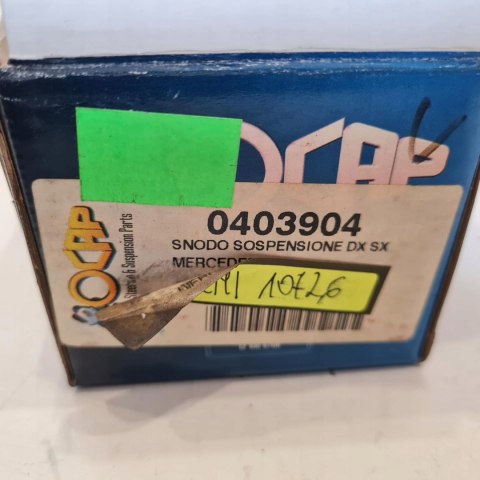 OCAP
OCAP
Steering & Suspension Parts
0403904
SNODO SOSPENSIONE DX SX
MERCEDE
10726